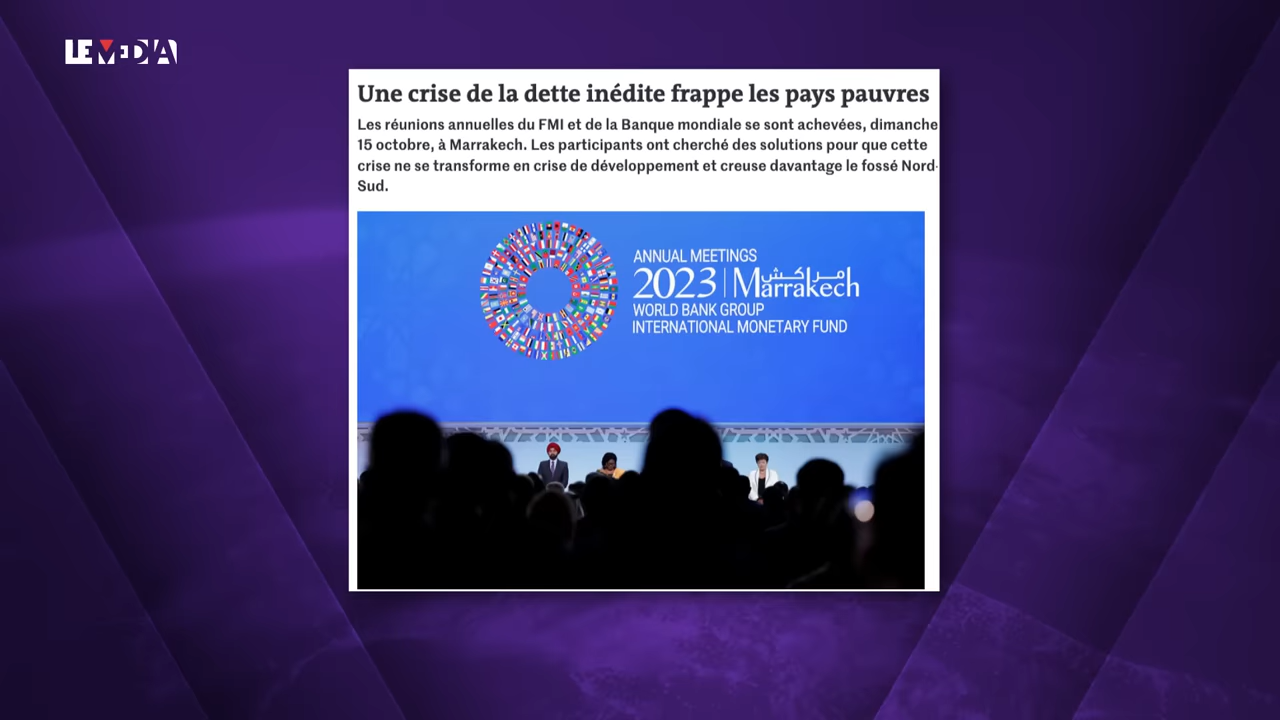 LEMEDIA
Une crise de la dette inédite frappe les pays pauvres
Les réunions annuelles du FMI et de la Banque mondiale se sont achevées, dimanche
15 octobre, à Marrakech. Les participants ont cherché des solutions pour que cette
crise ne se transforme en crise de développement et creuse davantage le fossé Nord-
Sud.
ANNUAL MEETINGS
2023 | Marrakech مراكش
WORLD BANK GROUP
INTERNATIONAL MONETARY FUND